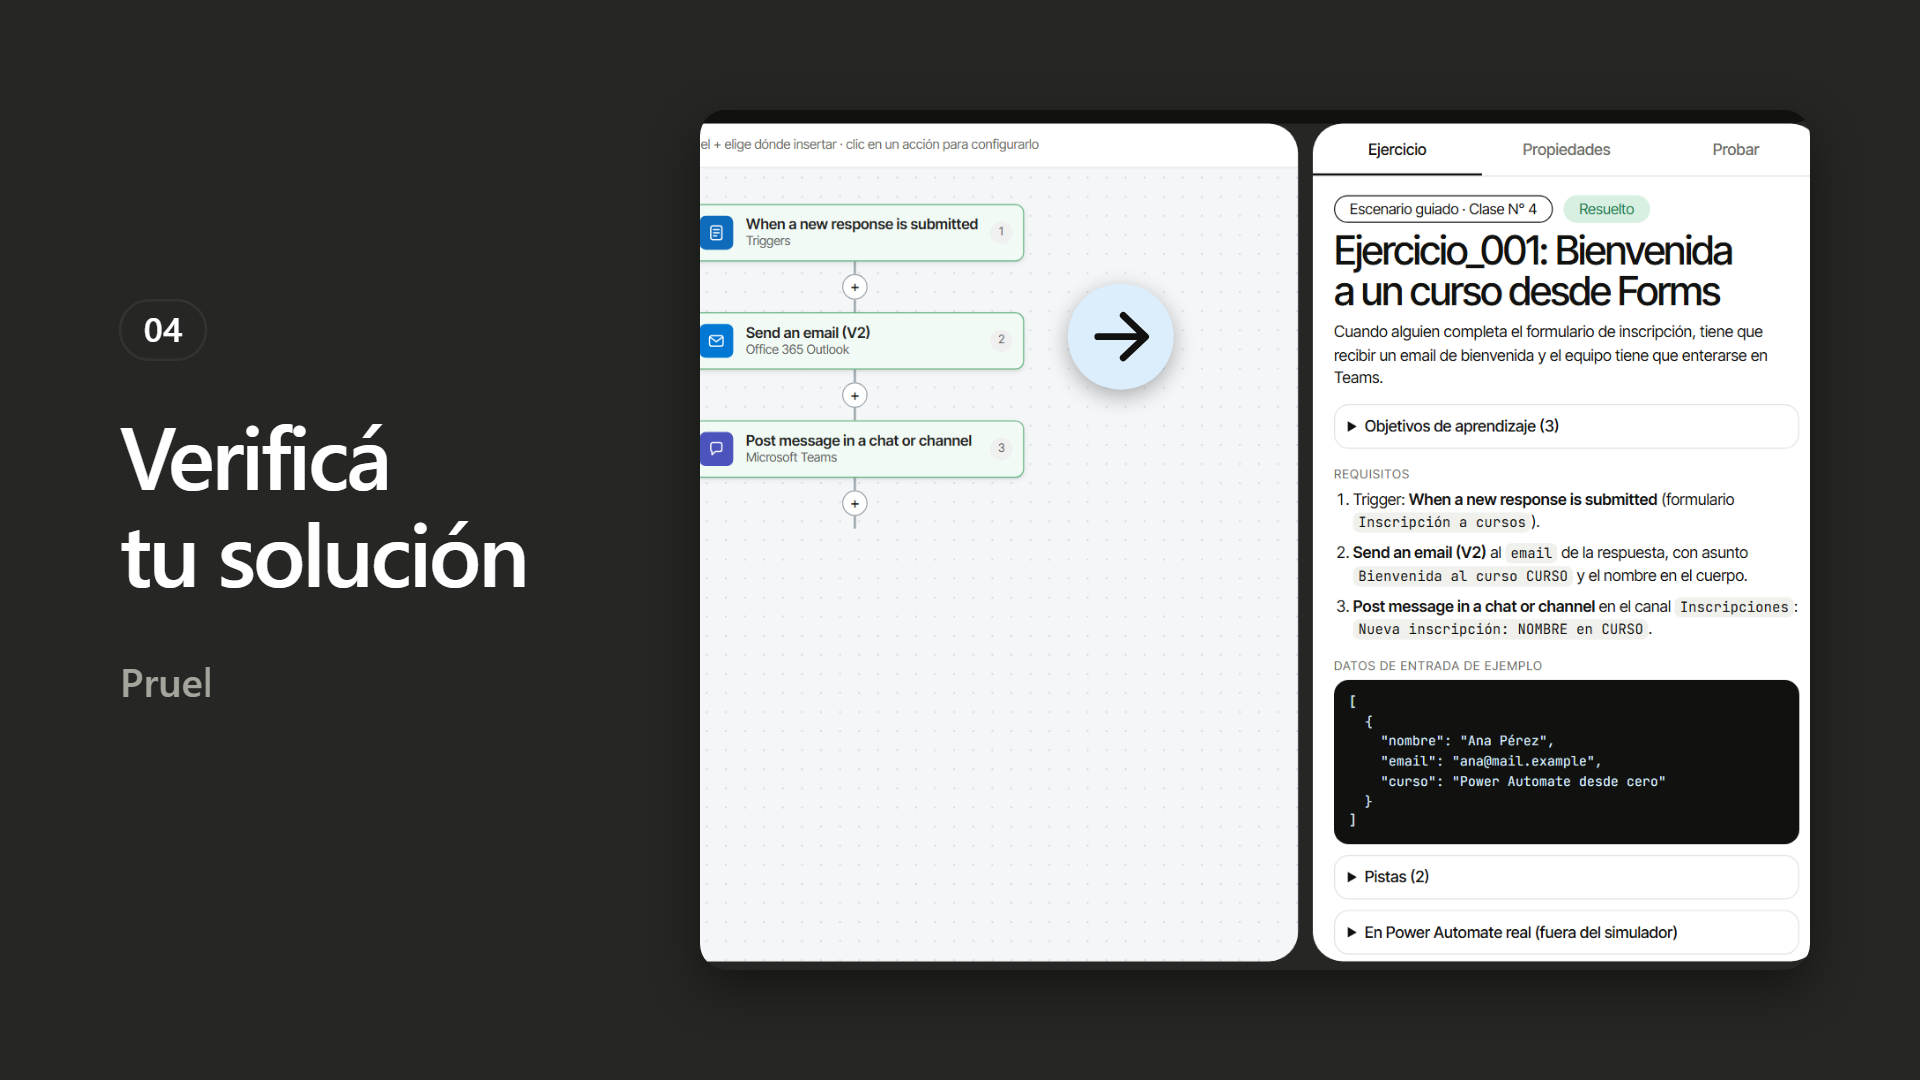 04
Verificá
tu solución
Pruel
el + elige dónde insertar · clic en un acción para configurarlo
When a new response is submitted
Triggers
1
+
Send an email (V2)
Office 365 Outlook
2
+
Post message in a chat or channel
Microsoft Teams
3
+
Ejercicio
Propiedades
Probar
Escenario guiado · Clase N° 4
Resuelto
Ejercicio_001: Bienvenida
a un curso desde Forms
Cuando alguien completa el formulario de inscripción, tiene que
recibir un email de bienvenida y el equipo tiene que enterarse en
Teams.
Objetivos de aprendizaje (3)
REQUISITOS
1. Trigger: When a new response is submitted (formulario
Inscripción a cursos ).
2. Send an email (V2) al email de la respuesta, con asunto
Bienvenida al curso CURSO y el nombre en el cuerpo.
3. Post message in a chat or channel en el canal Inscripciones :
Nueva inscripción: NOMBRE en CURSO .
DATOS DE ENTRADA DE EJEMPLO
[
{
"nombre": "Ana Pérez",
"email": "ana@mail.example",
"curso": "Power Automate desde cero"
}
]
Pistas (2)
En Power Automate real (fuera del simulador)